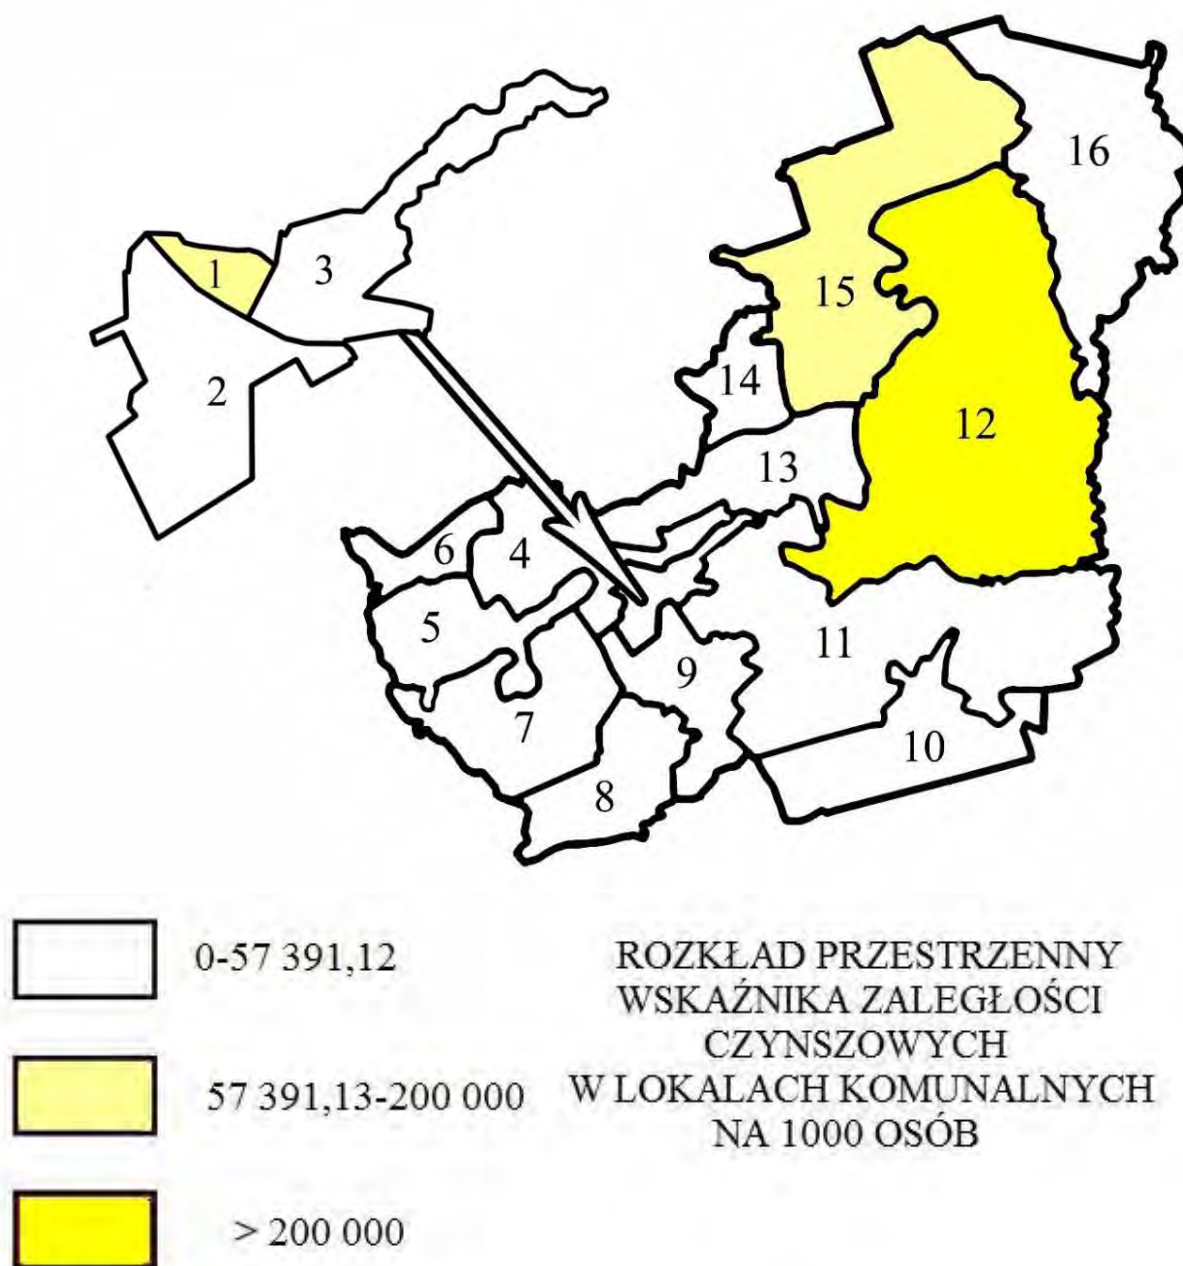 16
1
3
15
2
14
12
13
6
4
5
11
9
7
10
8
0-57 391,12
57 391,13-200 000
> 200 000
ROZKŁAD PRZESTRZENNY
WSKAŹNIKA ZALEGŁOŚCI
CZYNSZOWYCH
W LOKALACH KOMUNALNYCH
NA 1000 OSÓB